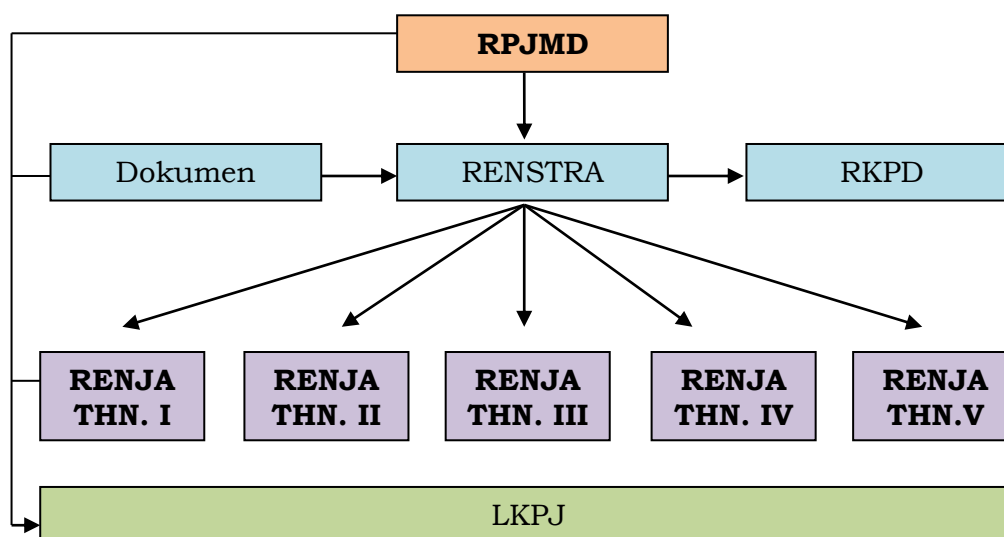 RPJMD
Dokumen
RENSTRA
RKPD
RENJA
THN. I
RENJA
THN. II
RENJA
THN. III
RENJA
THN. IV
RENJA
THN.V
LKPJ